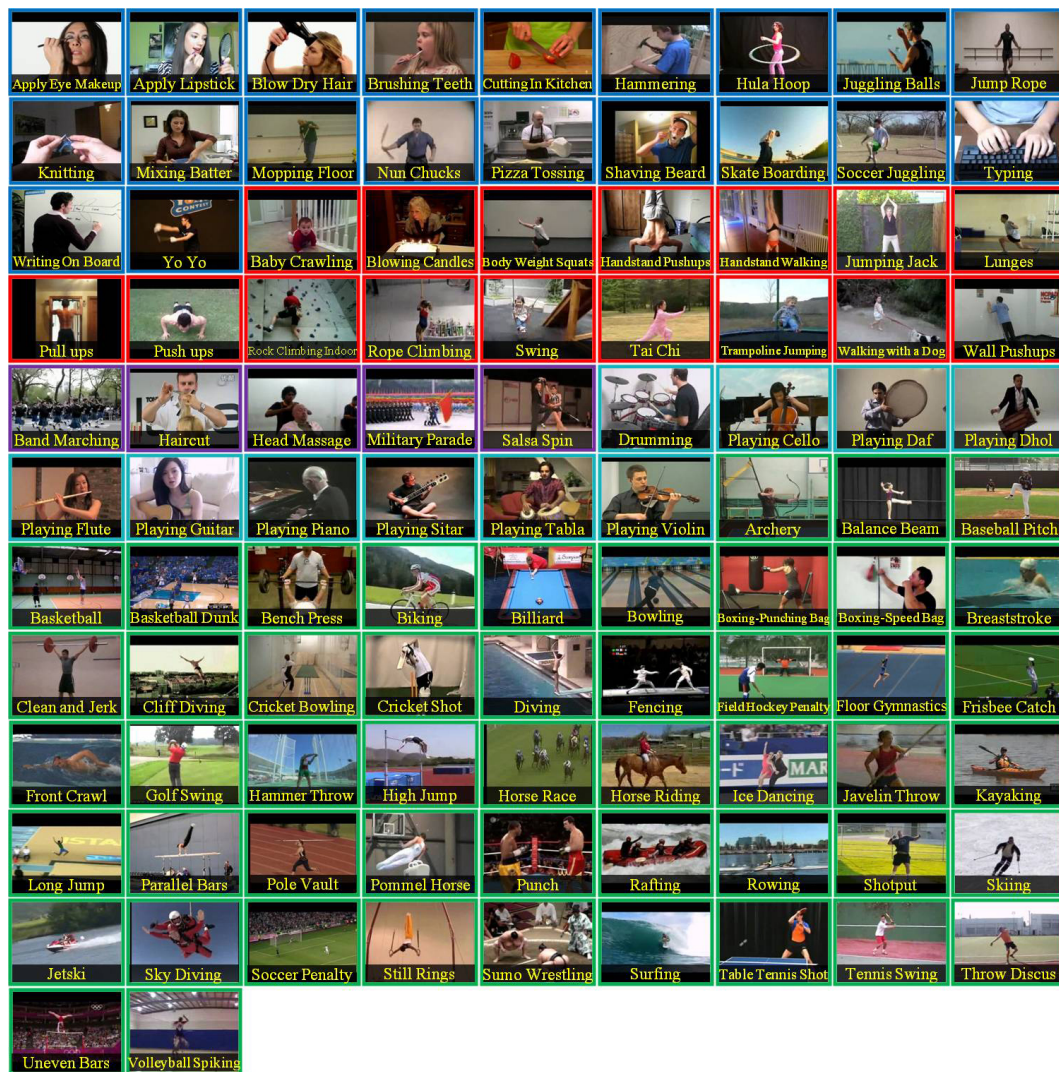 Apply Eye Makeup
Apply Lipstick
Blow Dry Hair
Brushing Teeth
Cutting In Kitchen
Hammering
Hula Hoop
Juggling Balls
Jump Rope
Knitting
Mixing Batter
Mopping Floor
Nun Chucks
Pizza Tossing
Shaving Beard
Skate Boarding
Soccer Juggling
Typing
Writing On Board
Yo Yo
Baby Crawling
Blowing Candles
Body Weight Squats
Handstand Pushups
Handstand Walking
Jumping Jack
Lunges
Pull ups
Push ups
Rock Climbing Indoor
Rope Climbing
Swing
Tai Chi
Trampoline Jumping
Walking with a Dog
Wall Pushups
Band Marching
Haircut
Head Massage
Military Parade
Salsa Spin
Drumming
Playing Cello
Playing Daf
Playing Dhol
Playing Flute
Playing Guitar
Playing Piano
Playing Sitar
Playing Tabla
Playing Violin
Archery
Balance Beam
Baseball Pitch
Basketball
Basketball Dunk
Bench Press
Biking
Billiard
Bowling
Boxing-Punching Bag
Boxing-Speed Bag
Breaststroke
Clean and Jerk
Cliff Diving
Cricket Bowling
Cricket Shot
Diving
Fencing
Field Hockey Penalty
Floor Gymnastics
Frisbee Catch
Front Crawl
Golf Swing
Hammer Throw
High Jump
Horse Race
Horse Riding
Ice Dancing
Javelin Throw
Kayaking
Long Jump
Parallel Bars
Pole Vault
Pommel Horse
Punch
Rafting
Rowing
Shotput
Skiing
Jetski
Sky Diving
Soccer Penalty
Still Rings
Sumo Wrestling
Surfing
Table Tennis Shot
Tennis Swing
Throw Discus
Uneven Bars
Volleyball Spiking